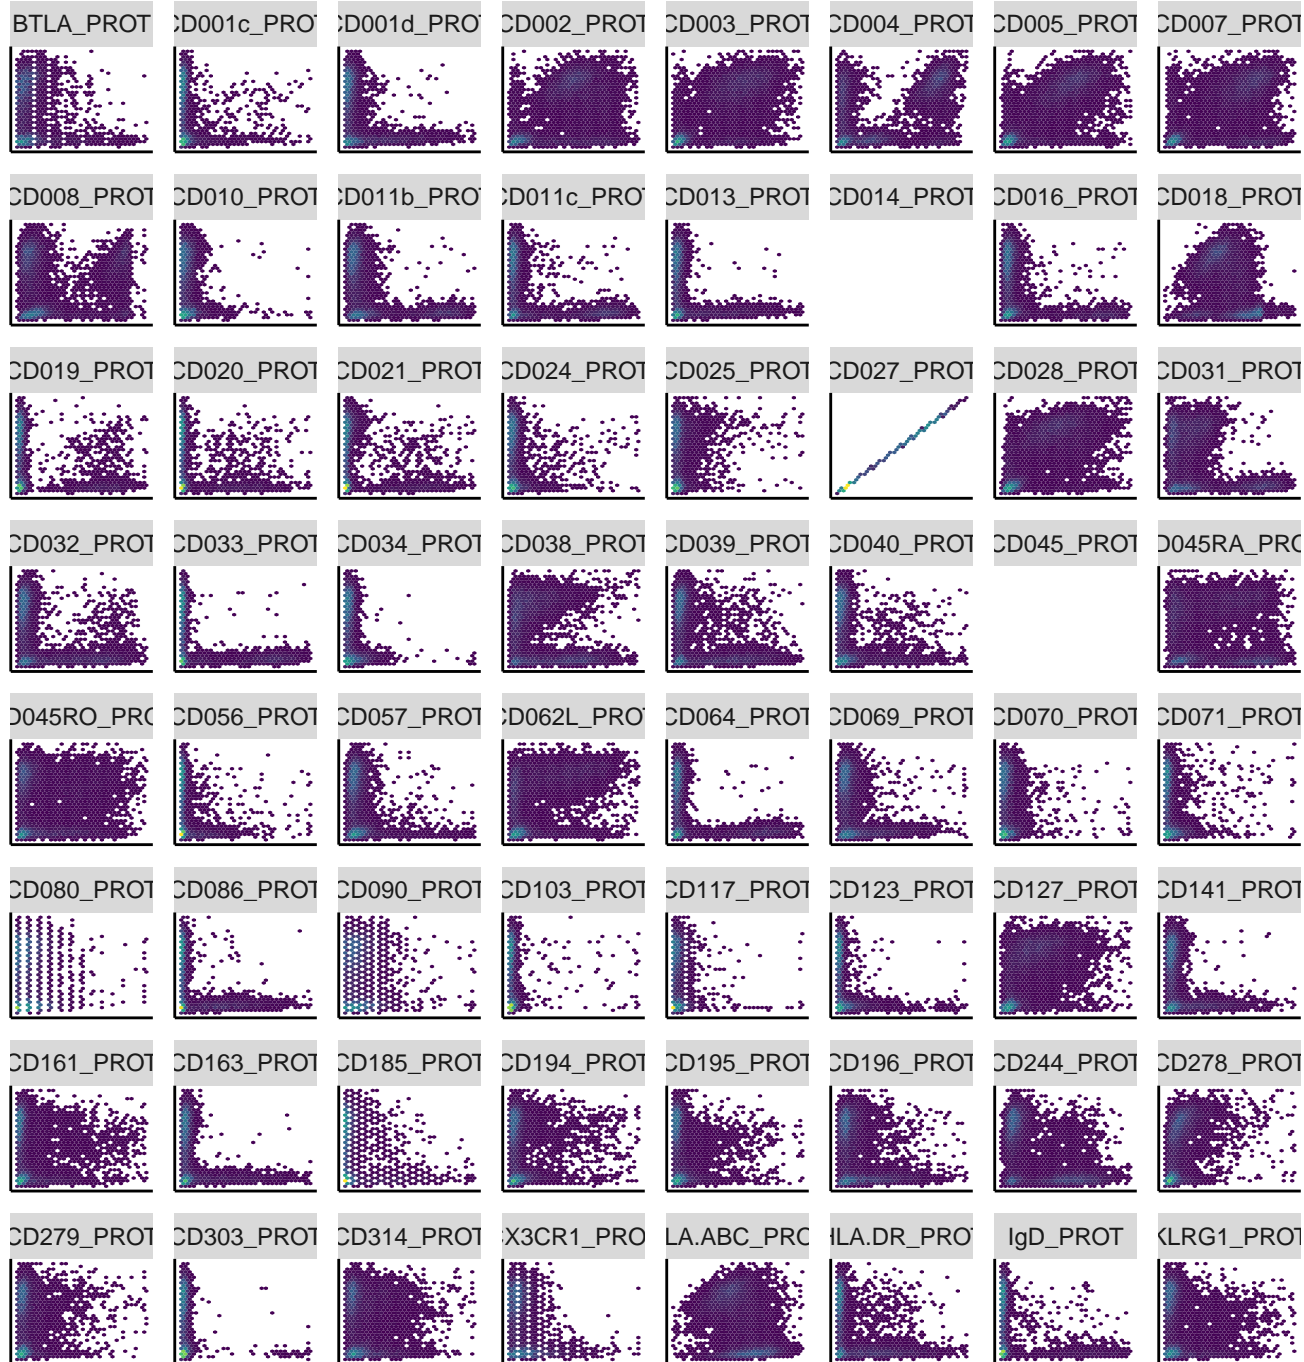 BTLA_PROT CD001c_PROT CD001d_PROT CD002_PROT CD003_PROT CD004_PROT CD005_PROT CD007_PROT
CD008_PROT CD010_PROT CD011b_PROT CD011c_PROT CD013_PROT CD014_PROT CD016_PROT CD018_PROT
CD019_PROT CD020_PROT CD021_PROT CD024_PROT CD025_PROT CD027_PROT CD028_PROT CD031_PROT
CD032_PROT CD033_PROT CD034_PROT CD038_PROT CD039_PROT CD040_PROT CD045_PROT D045RA_PRO
D045RO_PRO CD056_PROT CD057_PROT CD062L_PROT CD064_PROT CD069_PROT CD070_PROT CD071_PROT
CD080_PROT CD086_PROT CD090_PROT CD103_PROT CD117_PROT CD123_PROT CD127_PROT CD141_PROT
CD161_PROT CD163_PROT CD185_PROT CD194_PROT CD195_PROT CD196_PROT CD244_PROT CD278_PROT
CD279_PROT CD303_PROT CD314_PROT CX3CR1_PRO LA.ABC_PRO HLA.DR_PROT IgD_PROT KLRG1_PROT